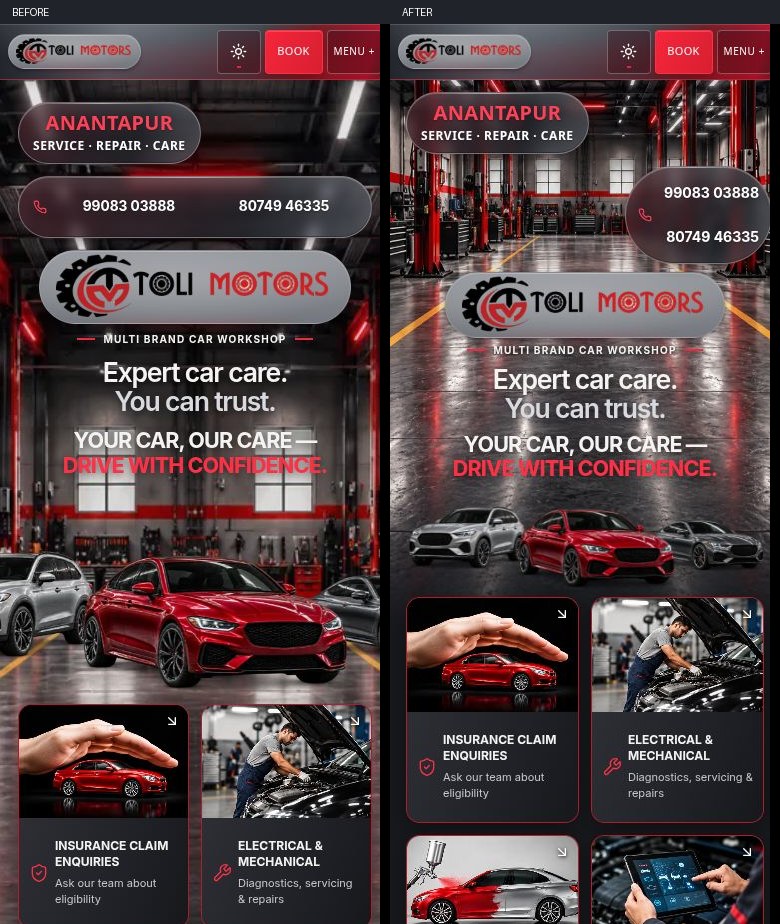 BEFORE
TOLI MOTORS
BOOK
MENU +
ANANTAPUR
SERVICE · REPAIR · CARE
99083 03888
80749 46335
TOLI MOTORS
MULTI BRAND CAR WORKSHOP
Expert car care.
You can trust.
YOUR CAR, OUR CARE —
DRIVE WITH CONFIDENCE.
INSURANCE CLAIM
ENQUIRIES
Ask our team about
eligibility
ELECTRICAL &
MECHANICAL
Diagnostics, servicing
& repairs
AFTER
TOLI MOTORS
BOOK
MENU +
ANANTAPUR
SERVICE · REPAIR · CARE
99083 03888
80749 46335
TOLI MOTORS
MULTI BRAND CAR WORKSHOP
Expert car care.
You can trust.
YOUR CAR, OUR CARE —
DRIVE WITH CONFIDENCE.
INSURANCE CLAIM
ENQUIRIES
Ask our team about
eligibility
ELECTRICAL &
MECHANICAL
Diagnostics, servicing &
repairs